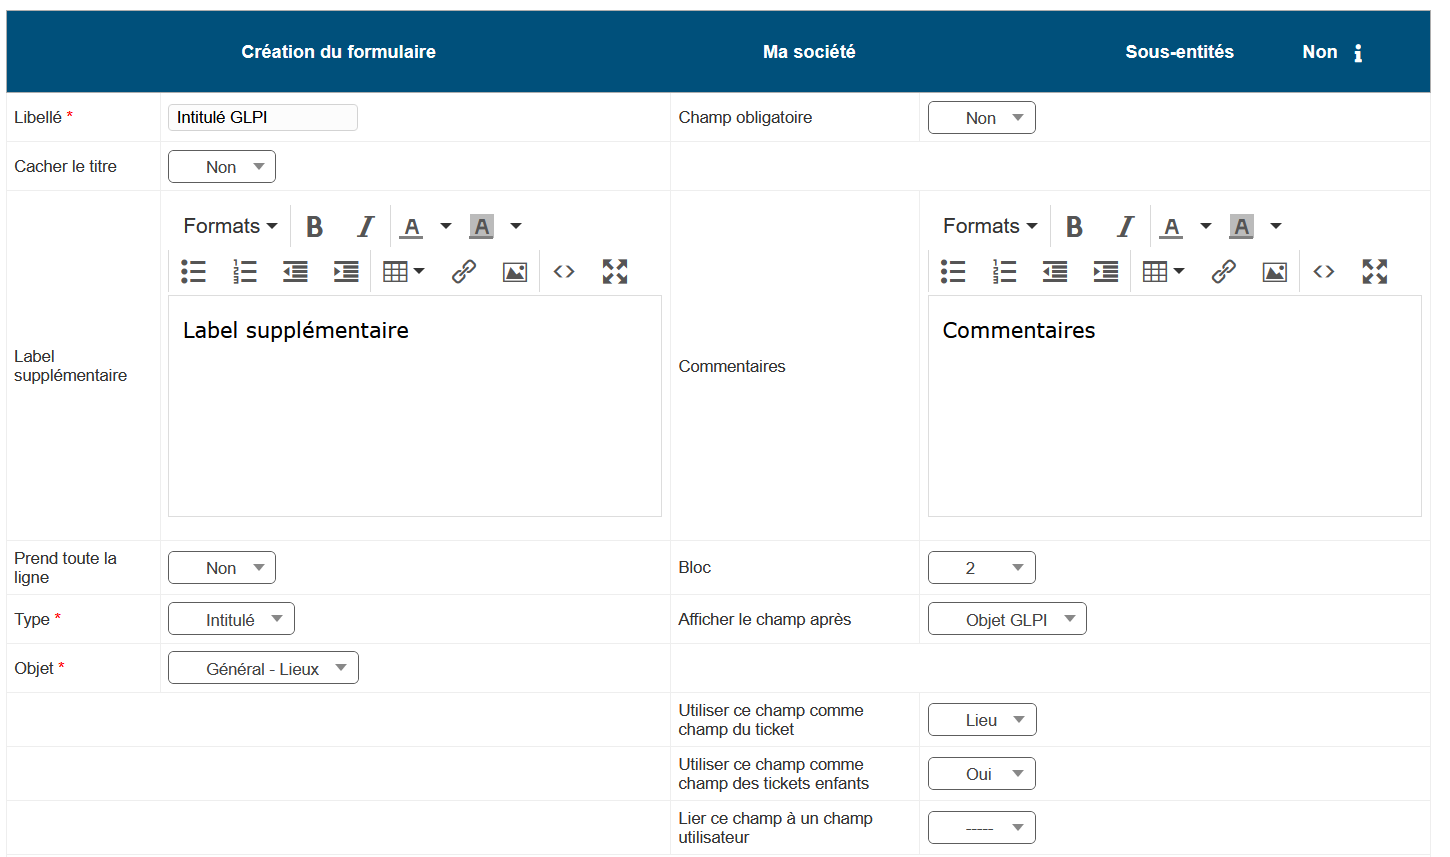 Création du formulaire Ma société Sous-entités Non
Libellé * Intitulé GLPI Champ obligatoire Non
Cacher le titre Non
Formats B I A A Formats B I A A
Label supplémentaire Commentaires
Label
supplémentaire
Commentaires
Prend toute la
ligne
Non Bloc 2
Type * Intitulé Afficher le champ après Objet GLPI
Objet * Général - Lieux
Utiliser ce champ comme
champ du ticket
Lieu
Utiliser ce champ comme
champ des tickets enfants
Oui
Lier ce champ à un champ
utilisateur
-----